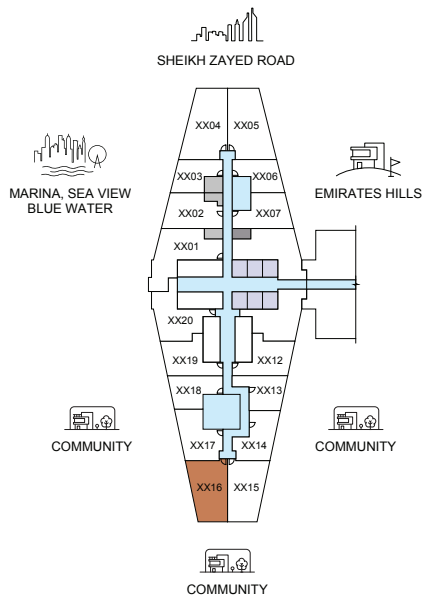 SHEIKH ZAYED ROAD
XX04 XX05
MARINA, SEA VIEW
BLUE WATER
XX03 XX06
EMIRATES HILLS
XX02 XX07
XX01
XX20
XX19 XX12
XX18 XX13
COMMUNITY
COMMUNITY
XX17 XX14
XX16 XX15
COMMUNITY